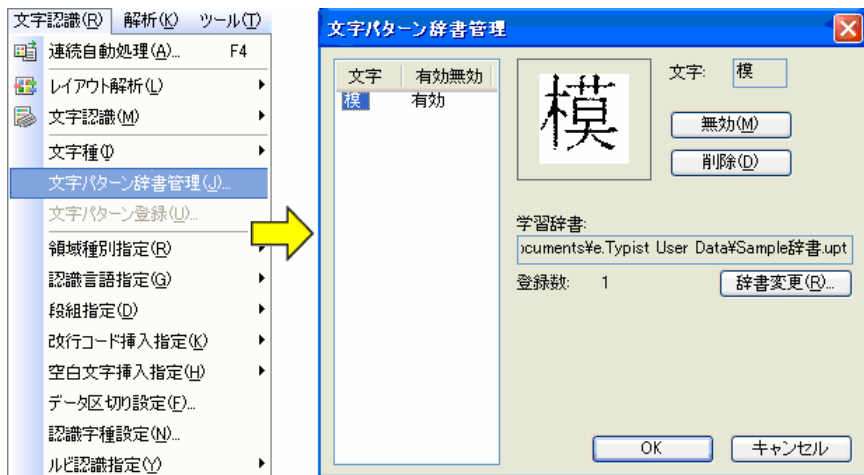 文字認識(R) 解析(K) ツール(T)
連続自動処理(A)... F4
レイアウト解析(L)
文字認識(M)
文字種(I)
文字パターン辞書管理(J)...
文字パターン登録(U)...
領域種別指定(R)
認識言語指定(G)
段組指定(D)
改行コード挿入指定(K)
空白文字挿入指定(H)
データ区切り設定(F)...
認識字種設定(N)...
ルビ認識指定(Y)
文字パターン辞書管理
文字 有効無効
模 有効
模
文字: 模
無効(M)
削除(D)
学習辞書:
ocuments¥e.Typist User Data¥Sample辞書.upt
登録数: 1 辞書変更(R)...
OK キャンセル